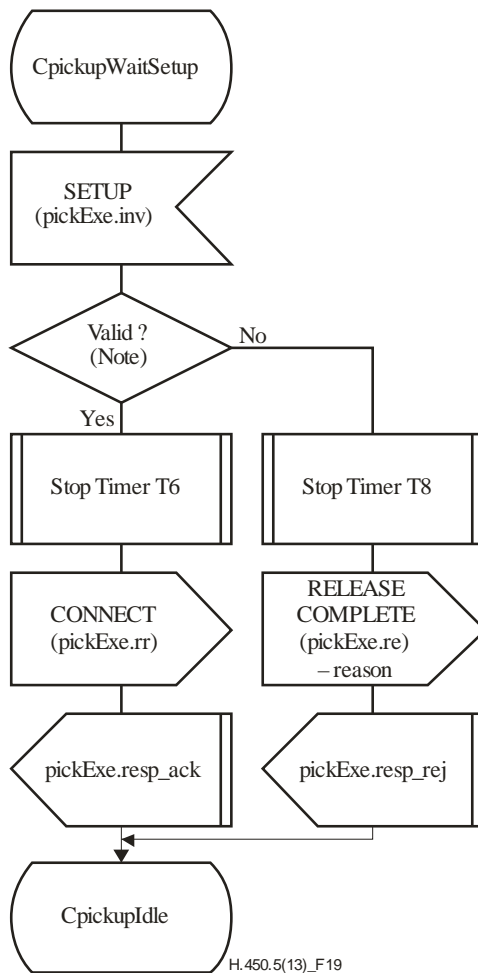 CpickupWaitSetup
SETUP
(pickExe.inv)
Valid ?
(Note)
No
Yes
Stop Timer T6
Stop Timer T8
CONNECT
(pickExe.rr)
RELEASE
COMPLETE
(pickExe.re)
– reason
pickExe.resp_ack
pickExe.resp_rej
CpickupIdle
H.450.5(13)_F19